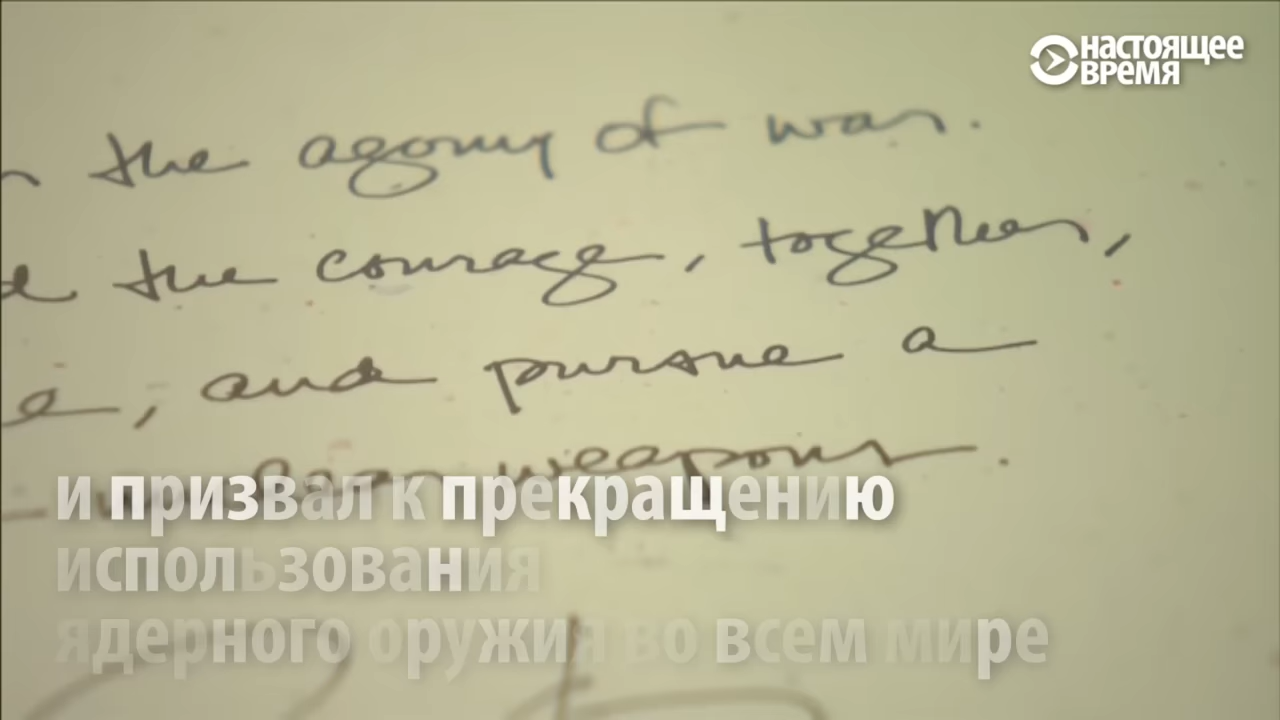 НАСТОЯЩЕЕ
ВРЕМЯ
the agony of war.
the courage, together,
, and pursue a
weapons.
и призвал к прекращению
использования
ядерного оружия во всем мире